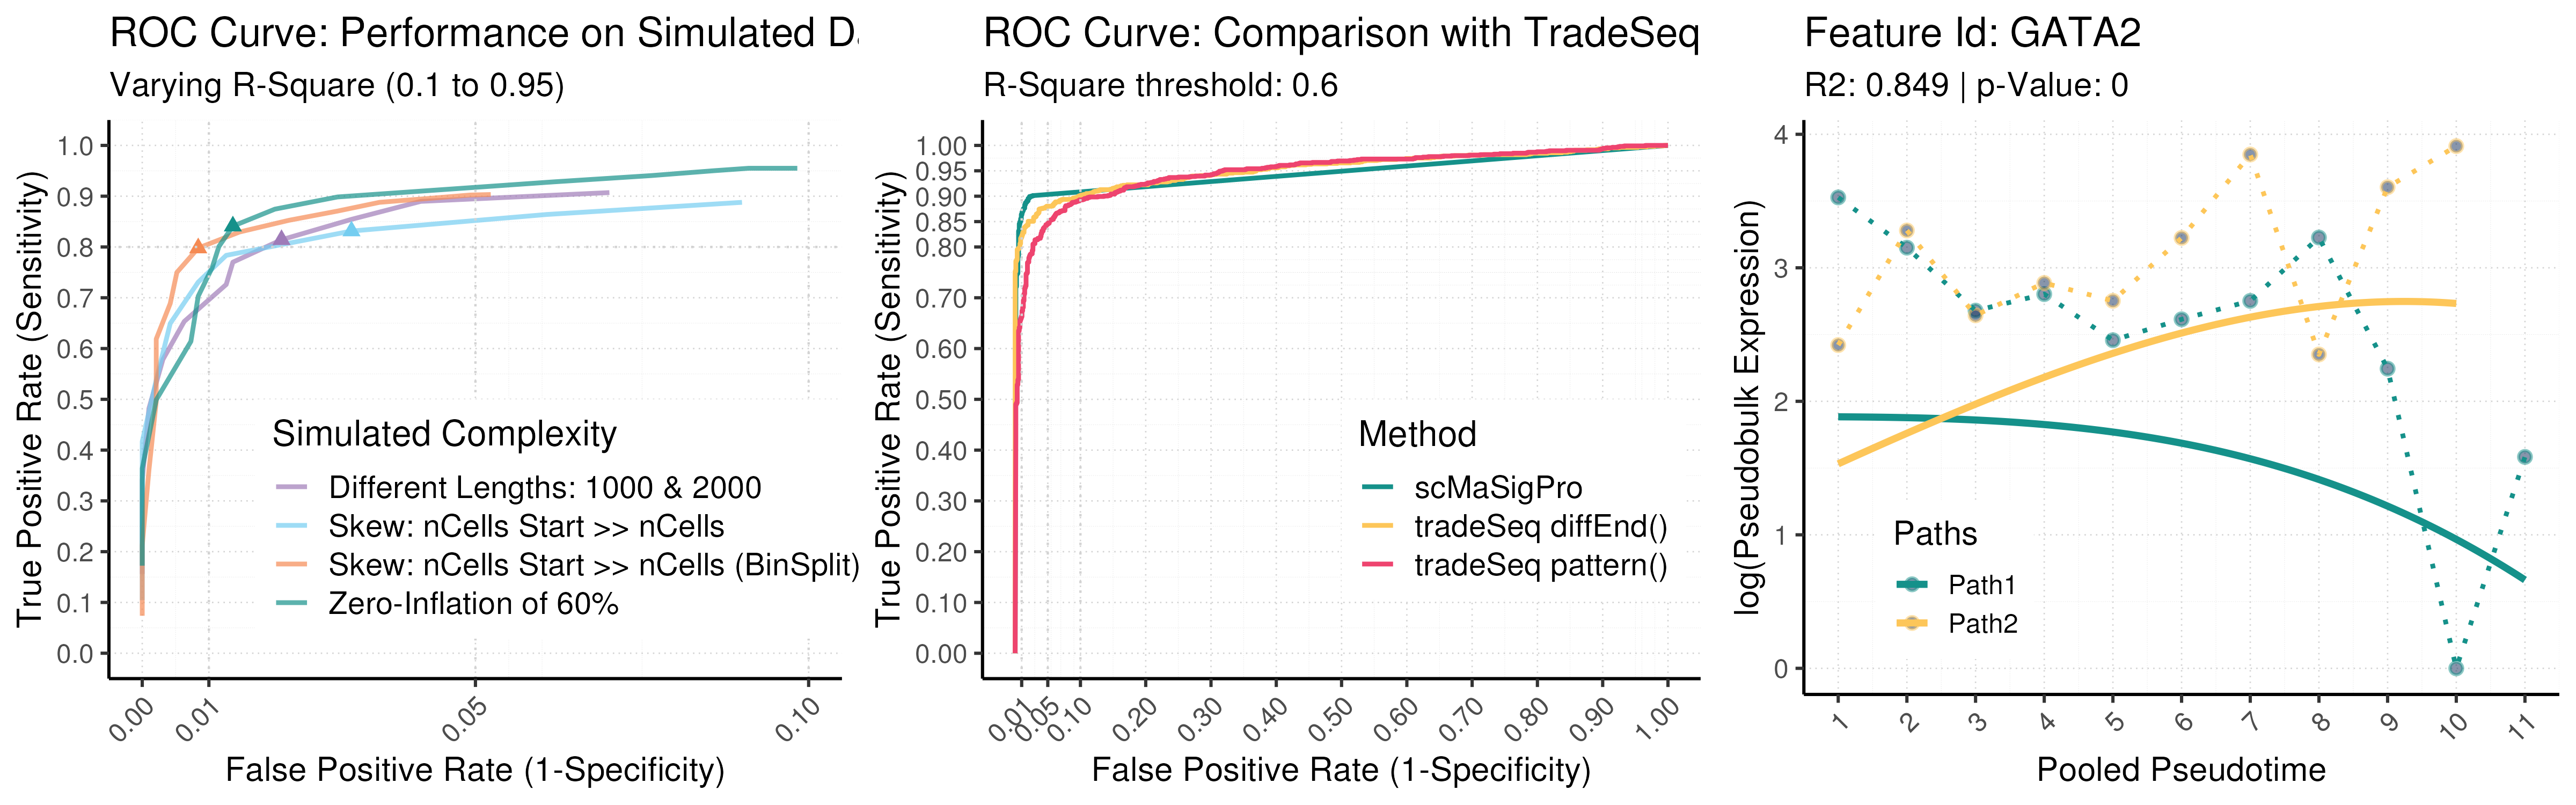 ROC Curve: Performance on Simulated Da
Varying R-Square (0.1 to 0.95)
True Positive Rate (Sensitivity)
1.0
0.9
0.8
0.7
0.6
0.5
0.4
0.3
0.2
0.1
0.0
Simulated Complexity
Different Lengths: 1000 & 2000
Skew: nCells Start >> nCells
Skew: nCells Start >> nCells (BinSplit)
Zero-Inflation of 60%
0.00
0.01
0.05
0.10
False Positive Rate (1-Specificity)
ROC Curve: Comparison with TradeSeq
R-Square threshold: 0.6
True Positive Rate (Sensitivity)
1.00
0.95
0.90
0.85
0.80
0.70
0.60
0.50
0.40
0.30
0.20
0.10
0.00
Method
scMaSigPro
tradeSeq diffEnd()
tradeSeq pattern()
0.01
0.05
0.10
0.20
0.30
0.40
0.50
0.60
0.70
0.80
0.90
1.00
False Positive Rate (1-Specificity)
Feature Id: GATA2
R2: 0.849 | p-Value: 0
log(Pseudobulk Expression)
4
3
2
1
0
Paths
Path1
Path2
1
2
3
4
5
6
7
8
9
10
11
Pooled Pseudotime